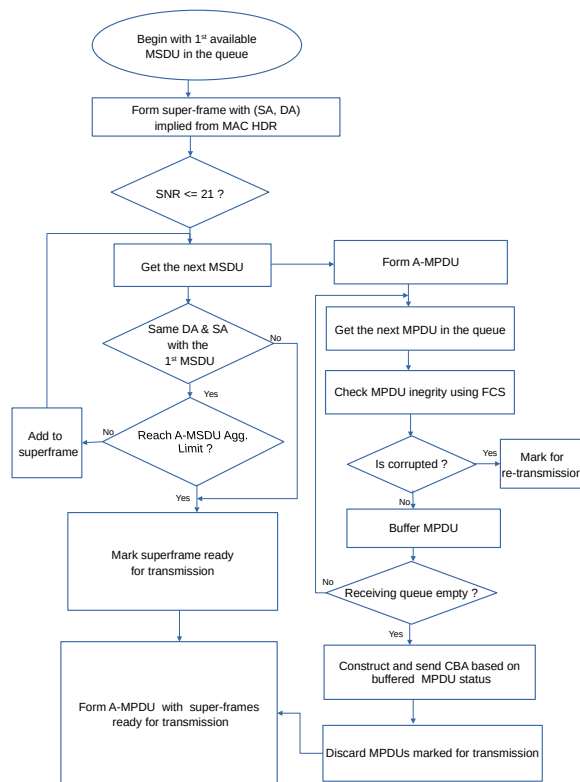 Begin with 1st available
MSDU in the queue
Form super-frame with (SA, DA)
implied from MAC HDR
SNR <= 21 ?
Get the next MSDU
Form A-MPDU
Same DA & SA
with the
1st MSDU
No
Yes
Get the next MPDU in the queue
Check MPDU inegrity using FCS
Add to
superframe
No
Reach A-MSDU Agg.
Limit ?
Yes
Is corrupted ?
Yes
Mark for
re-transmission
No
Buffer MPDU
Mark superframe ready
for transmission
No
Receiving queue empty ?
Yes
Construct and send CBA based on
buffered MPDU status
Form A-MPDU with super-frames
ready for transmission
Discard MPDUs marked for transmission